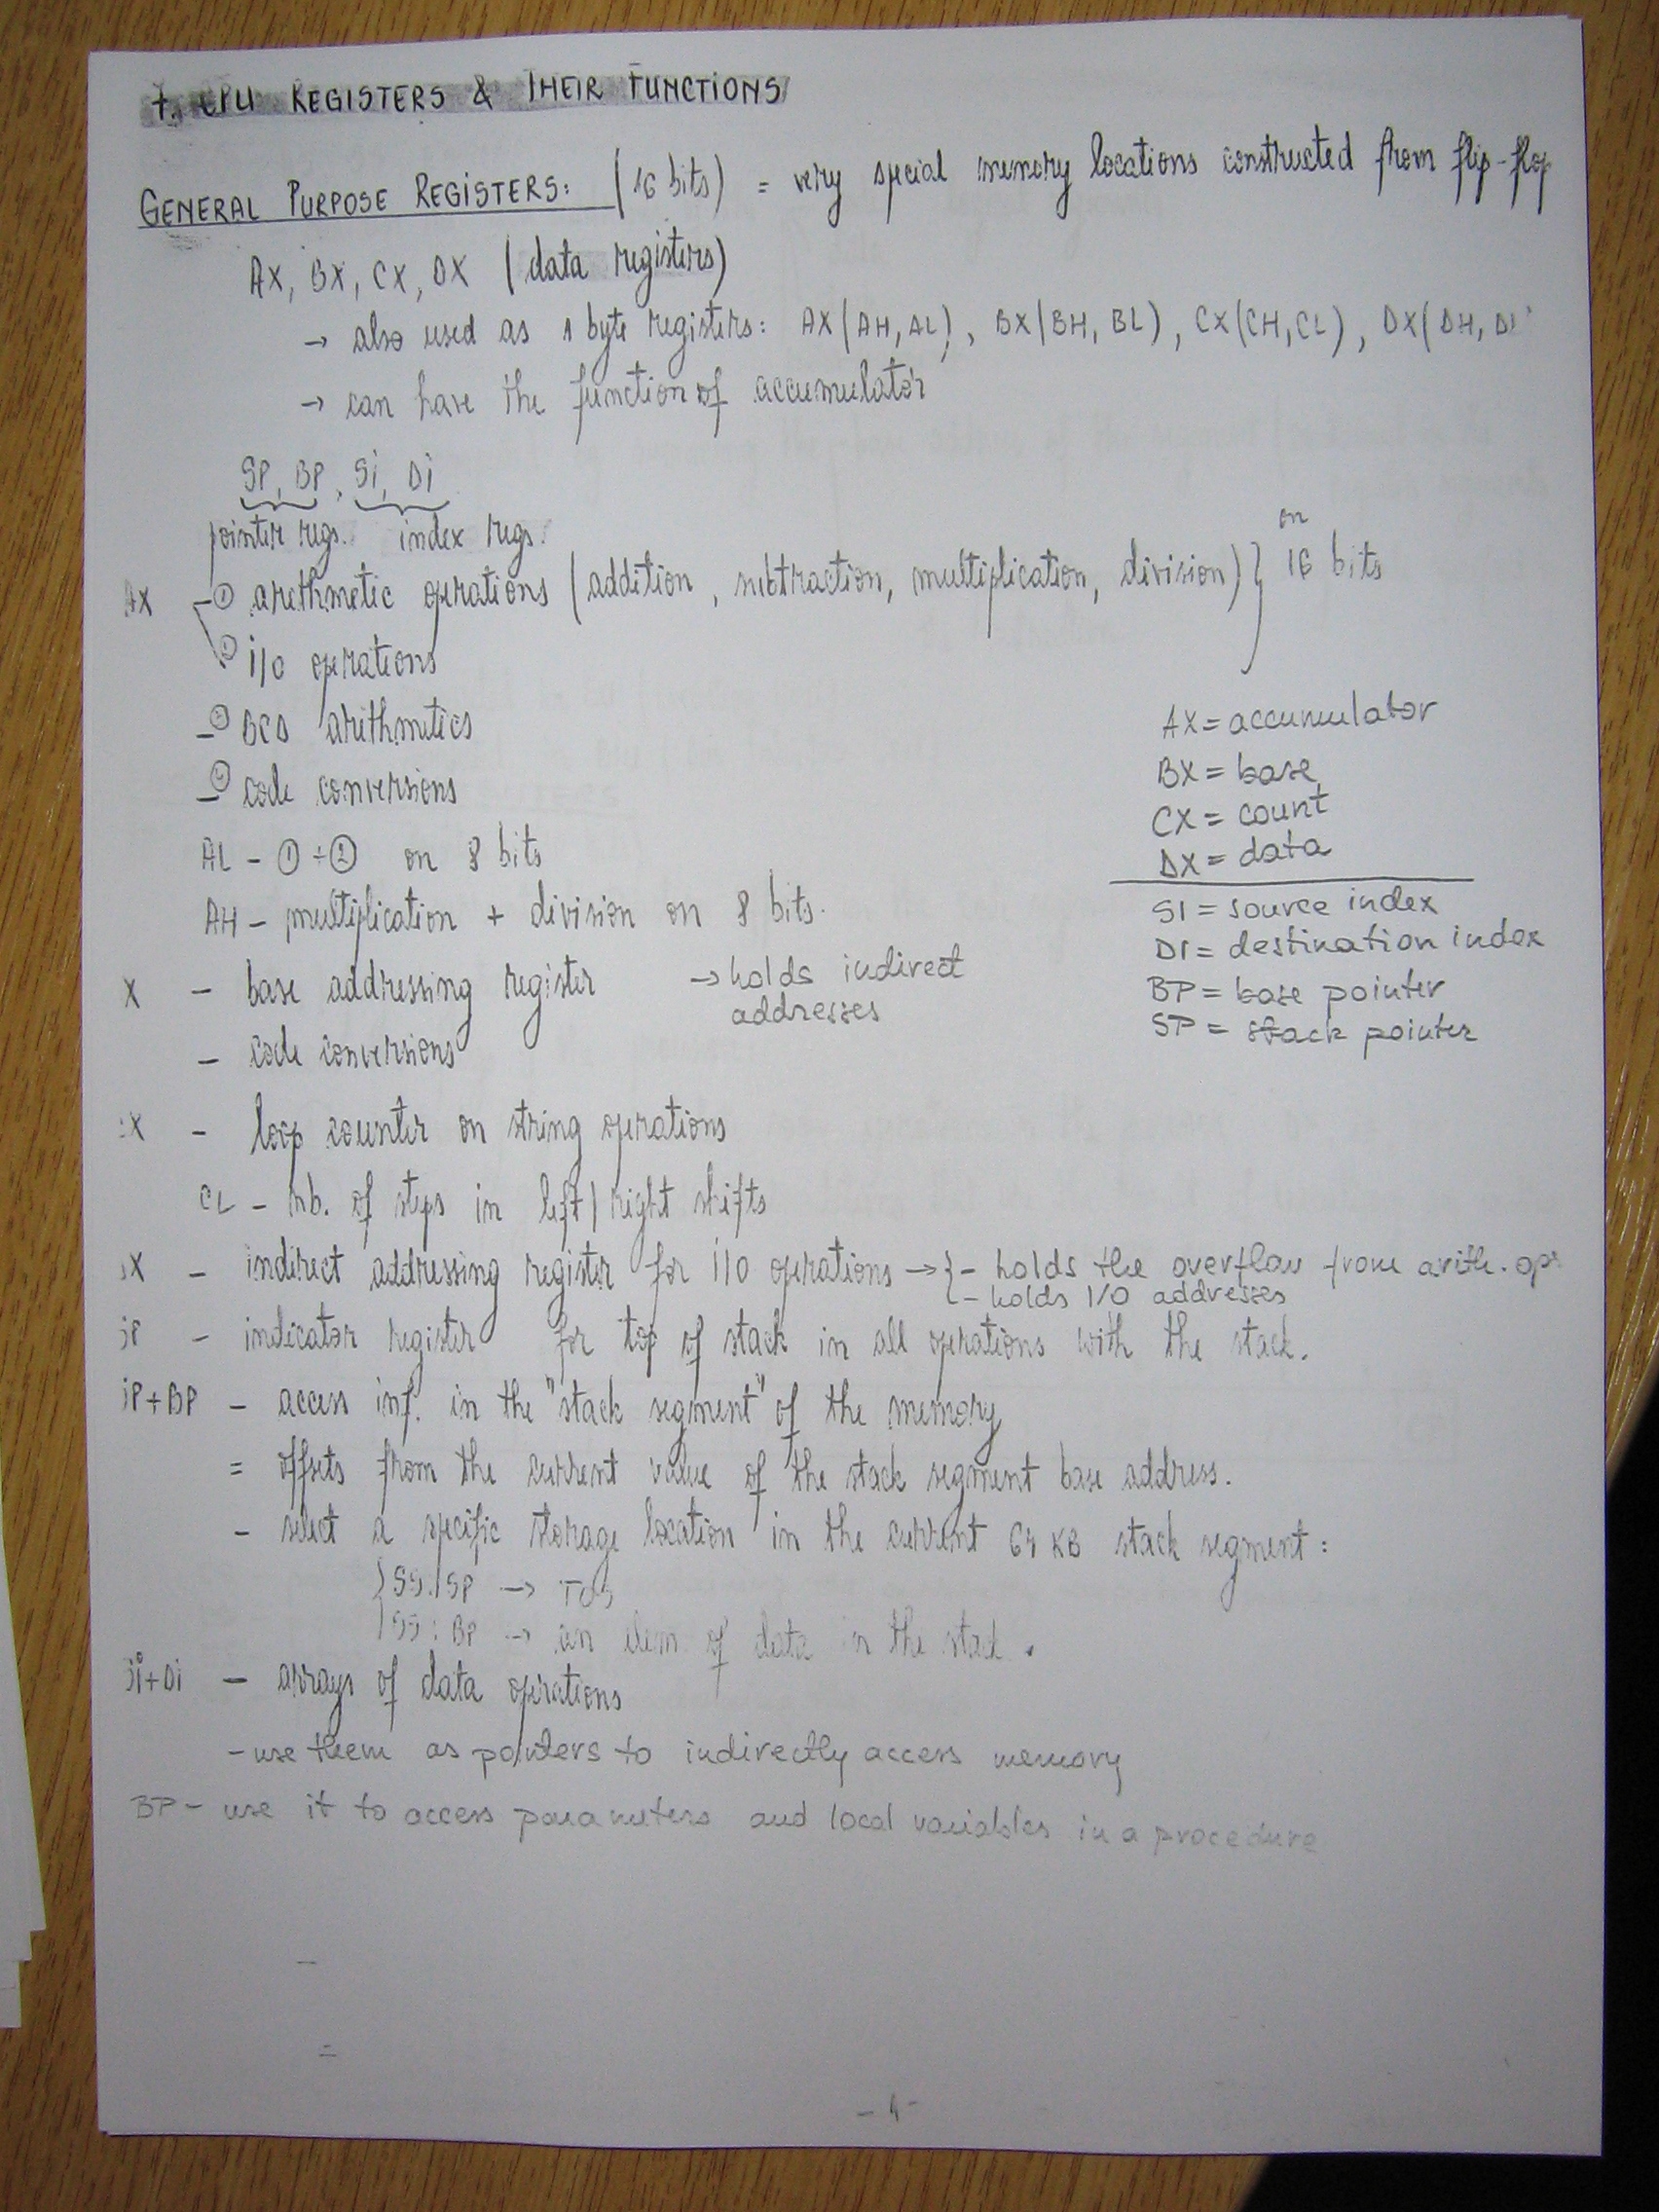 7. CPU REGISTERS & THEIR FUNCTIONS
GENERAL PURPOSE REGISTERS: (16 bits) = very special memory locations constructed from flip-flop
AX, BX, CX, DX (data registers)
→ also used as 1 byte registers: AX(AH, AL), BX(BH, BL), CX(CH, CL), DX(DH, DL
→ can have the function of accumulator
SP, BP, Si, Di
pointer regs. index regs.
AX - ① arithmetic operations (addition, subtraction, multiplication, division) } on 16 bits
② i/o operations
- ③ BCD arithmetics
- ④ code conversions
AL - ① ÷ ② on 8 bits
AH - multiplication + division on 8 bits.
AX = accumulator
BX = base
CX = count
DX = data
SI = source index
DI = destination index
BP = base pointer
SP = stack pointer
X - base addressing register → holds indirect
addresses
- code conversions
X - loop counter on string operations
CL - nb. of steps in left/right shifts
X - indirect addressing register for i/o operations → { - holds the overflow from arith. op
- holds I/O addresses
SP - indicator register for top of stack in all operations with the stack.
SP+BP - access inf. in the "stack segment" of the memory
= offsets from the current value of the stack segment base address.
- select a specific storage location in the current 64 KB stack segment:
{ SS:SP → TOS
SS:BP → an elem. of data in the stack.
Si+Di - arrays of data operations
- use them as pointers to indirectly access memory
BP - use it to access parameters and local variables in a procedure
- 4 -